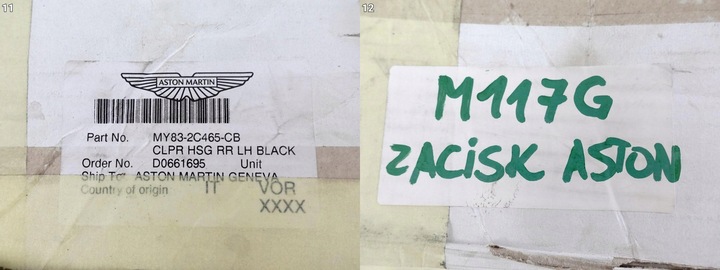 11
ASTON MARTIN
Part No. MY83-2C465-CB
CLPR HSG RR LH BLACK
Order No. D0661695 Unit
Ship To ASTON MARTIN GENEVA
Country of origin IT VOR
XXXX
12
M117G
ZACiSK ASTON